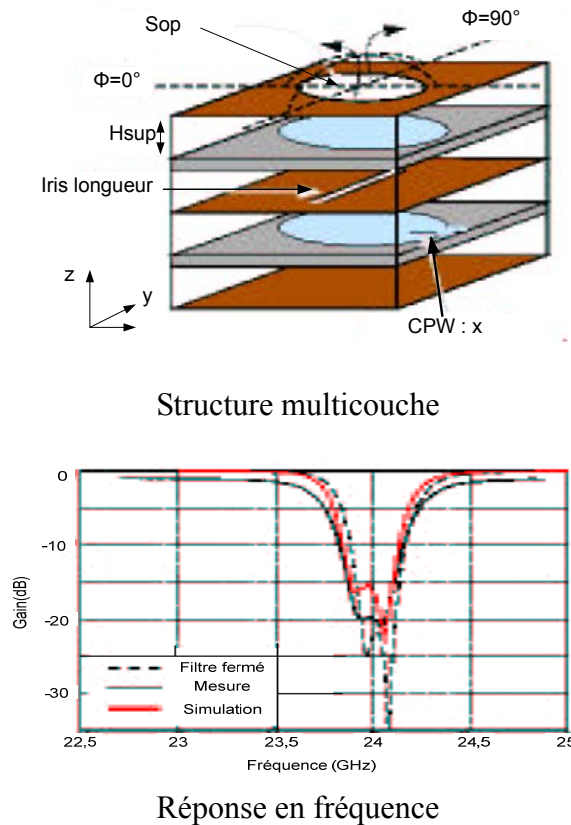 Sop
Φ=90°
Φ=0°
Hsup
Iris longueur
z
y
CPW : x
Structure multicouche
0
-10
-20
-30
Gain(dB)
Filtre fermé
Mesure
Simulation
22,5
23
23,5
24
24,5
25
Fréquence (GHz)
Réponse en fréquence